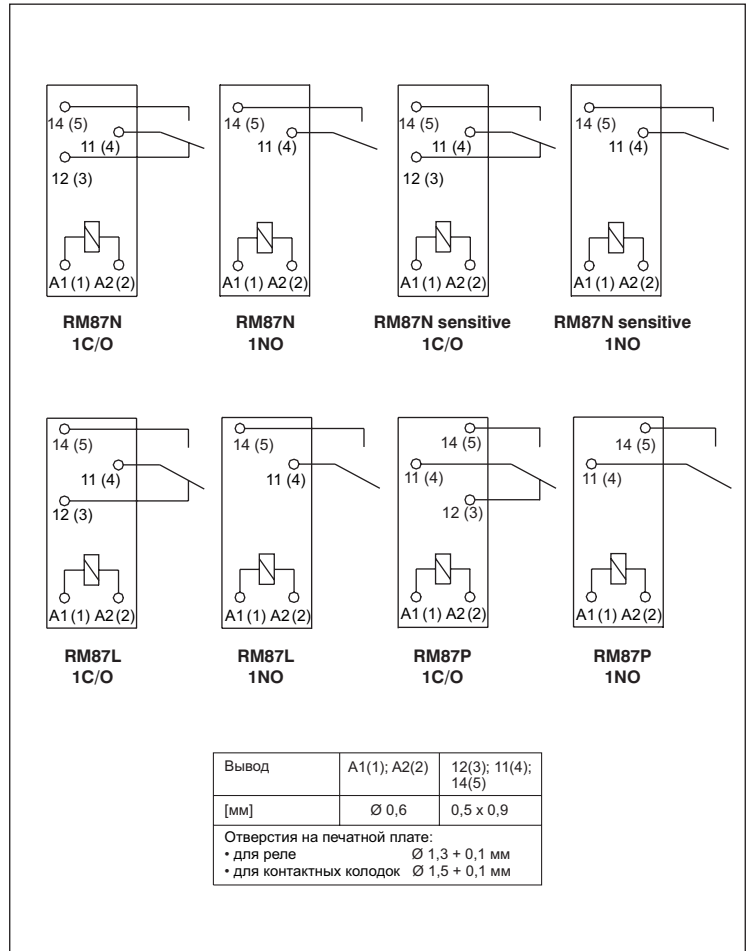 14 (5)
11 (4)
12 (3)
A1 (1) A2 (2)
RM87N
1C/O
14 (5)
11 (4)
A1 (1) A2 (2)
RM87N
1NO
14 (5)
11 (4)
12 (3)
A1 (1) A2 (2)
RM87N sensitive
1C/O
14 (5)
11 (4)
A1 (1) A2 (2)
RM87N sensitive
1NO
14 (5)
11 (4)
12 (3)
A1 (1) A2 (2)
RM87L
1C/O
14 (5)
11 (4)
A1 (1) A2 (2)
RM87L
1NO
14 (5)
11 (4)
12 (3)
A1 (1) A2 (2)
RM87P
1C/O
14 (5)
11 (4)
A1 (1) A2 (2)
RM87P
1NO
Вывод A1(1); A2(2) 12(3); 11(4);
14(5)
[мм] Ø 0,6 0,5 x 0,9
Отверстия на печатной плате:
• для реле Ø 1,3 + 0,1 мм
• для контактных колодок Ø 1,5 + 0,1 мм